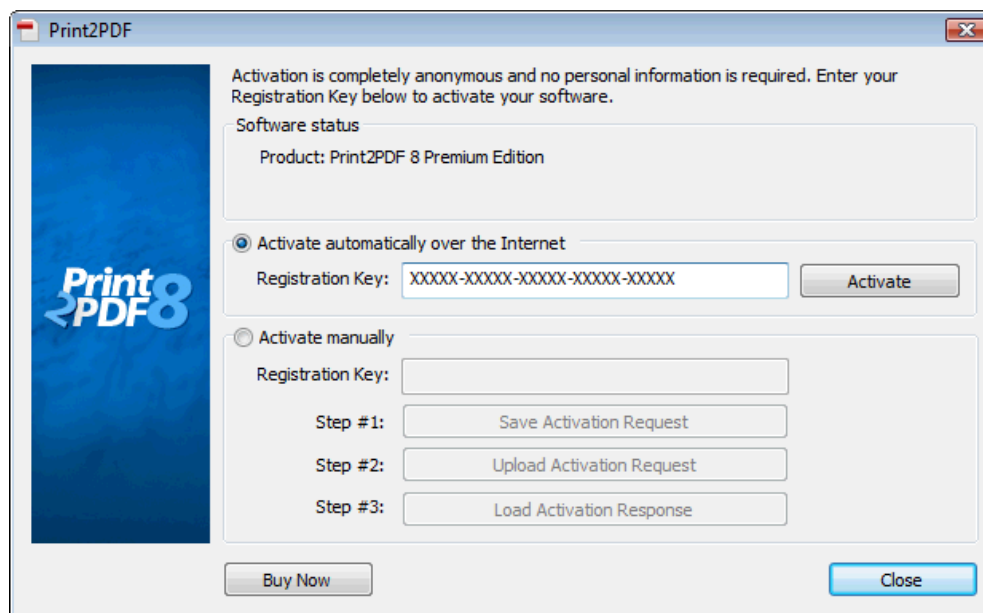 Print2PDF
Activation is completely anonymous and no personal information is required. Enter your
Registration Key below to activate your software.
Software status
Product: Print2PDF 8 Premium Edition
Print
2PDF8
Activate automatically over the Internet
Registration Key: XXXXX-XXXXX-XXXXX-XXXXX-XXXXX Activate
Activate manually
Registration Key:
Step #1: Save Activation Request
Step #2: Upload Activation Request
Step #3: Load Activation Response
Buy Now Close